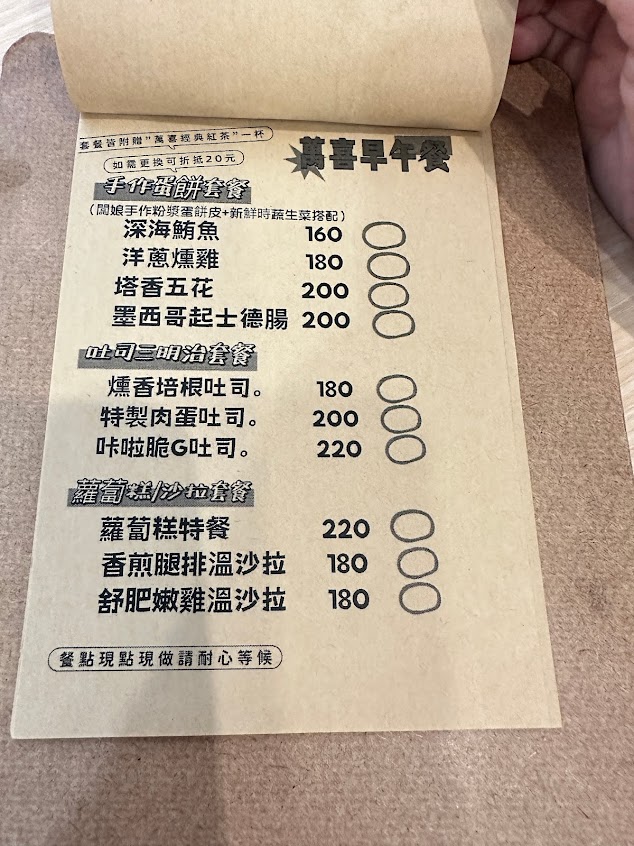 套餐皆附贈"萬喜經典紅茶"一杯
如需更換可折抵20元
萬喜早午餐
手作蛋餅套餐
(闆娘手作粉漿蛋餅皮+新鮮時蔬生菜搭配)
深海鮪魚 160
洋蔥燻雞 180
塔香五花 200
墨西哥起士德腸 200
吐司三明治套餐
燻香培根吐司。 180
特製肉蛋吐司。 200
咔啦脆G吐司。 220
蘿蔔糕/沙拉套餐
蘿蔔糕特餐 220
香煎腿排溫沙拉 180
舒肥嫩雞溫沙拉 180
餐點現點現做請耐心等候